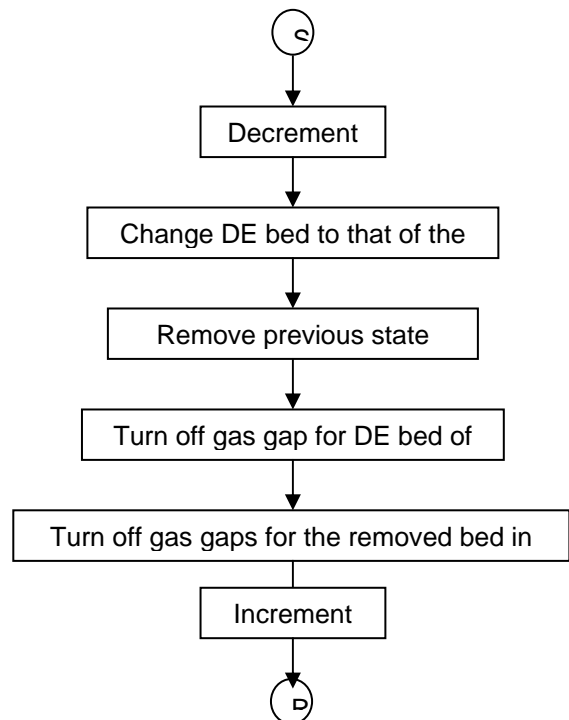 S
Decrement
Change DE bed to that of the
Remove previous state
Turn off gas gap for DE bed of
Turn off gas gaps for the removed bed in
Increment